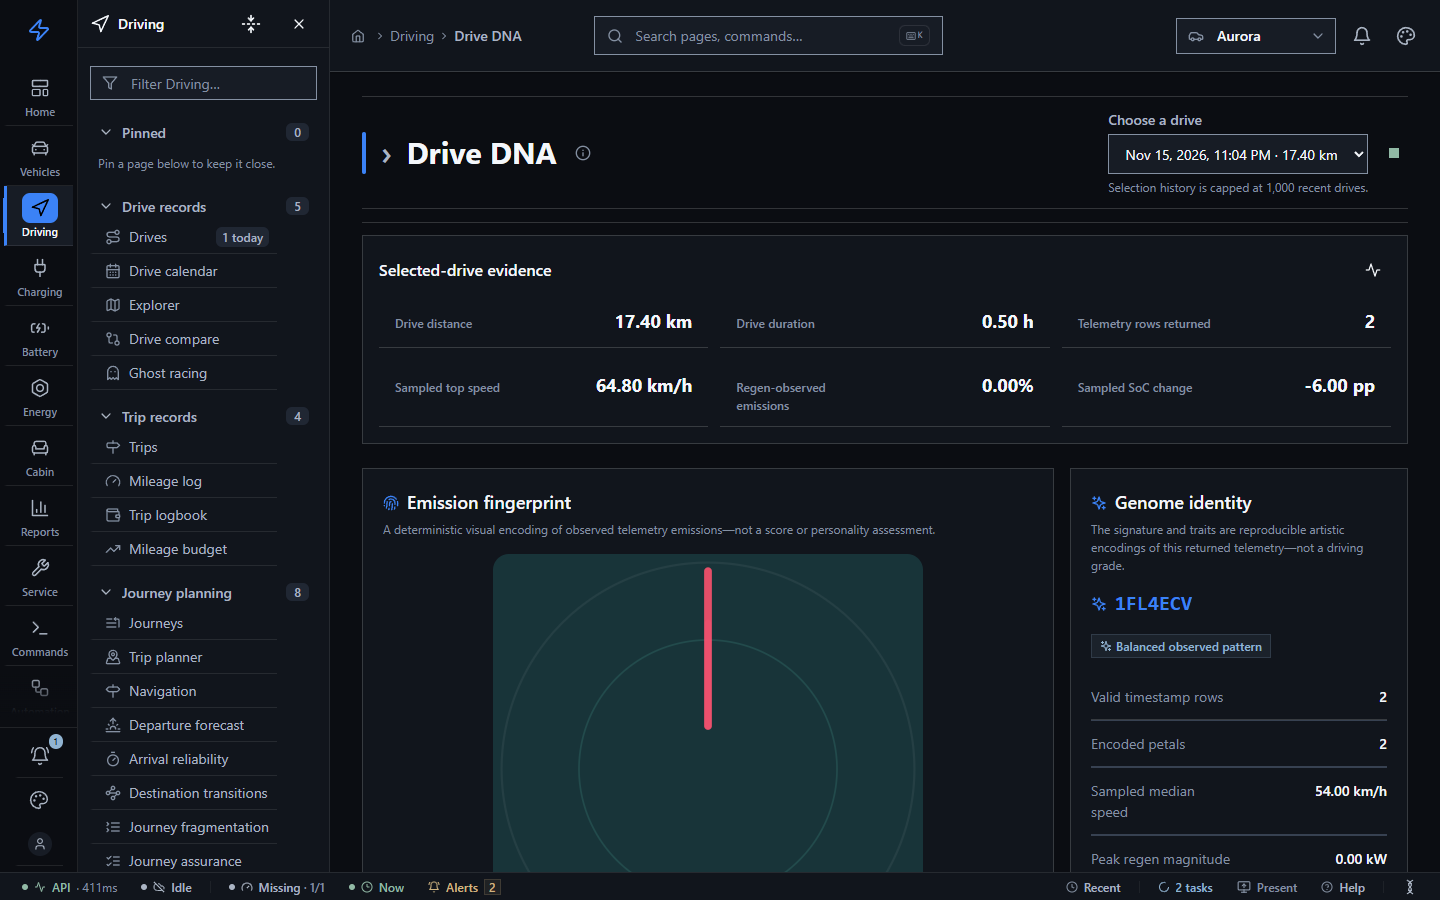 Driving
Driving
Drive DNA
Search pages, commands...
K
Aurora
Home
Vehicles
Driving
Charging
Battery
Energy
Cabin
Reports
Service
Commands
1
Filter Driving...
Pinned
0
Pin a page below to keep it close.
Drive records
5
Drives
1 today
Drive calendar
Explorer
Drive compare
Ghost racing
Trip records
4
Trips
Mileage log
Trip logbook
Mileage budget
Journey planning
8
Journeys
Trip planner
Navigation
Departure forecast
Arrival reliability
Destination transitions
Journey fragmentation
Journey assurance
Drive DNA
Choose a drive
Nov 15, 2026, 11:04 PM · 17.40 km
Selection history is capped at 1,000 recent drives.
Selected-drive evidence
Drive distance
17.40 km
Drive duration
0.50 h
Telemetry rows returned
2
Sampled top speed
64.80 km/h
Regen-observed
emissions
0.00%
Sampled SoC change
-6.00 pp
Emission fingerprint
A deterministic visual encoding of observed telemetry emissions—not a score or personality assessment.
Genome identity
The signature and traits are reproducible artistic
encodings of this returned telemetry—not a driving
grade.
1FL4ECV
Balanced observed pattern
Valid timestamp rows
2
Encoded petals
2
Sampled median
speed
54.00 km/h
Peak regen magnitude
0.00 kW
API · 411ms
Idle
Missing · 1/1
Now
Alerts 2
Recent
2 tasks
Present
Help